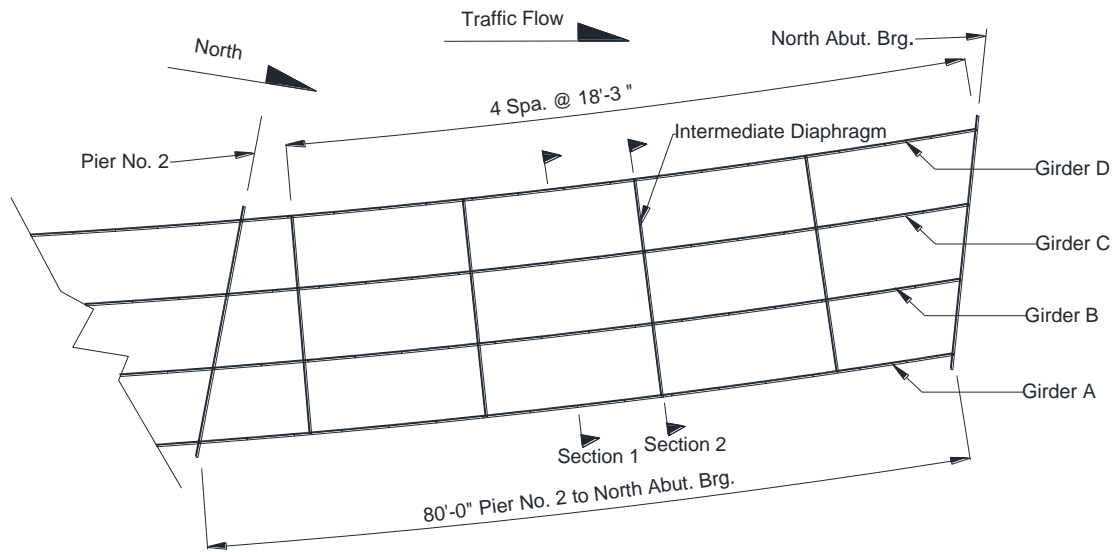 Traffic Flow
North
North Abut. Brg.
4 Spa. @ 18'-3 "
Intermediate Diaphragm
Pier No. 2
Girder D
Girder C
Girder B
Girder A
Section 1
Section 2
80'-0" Pier No. 2 to North Abut. Brg.